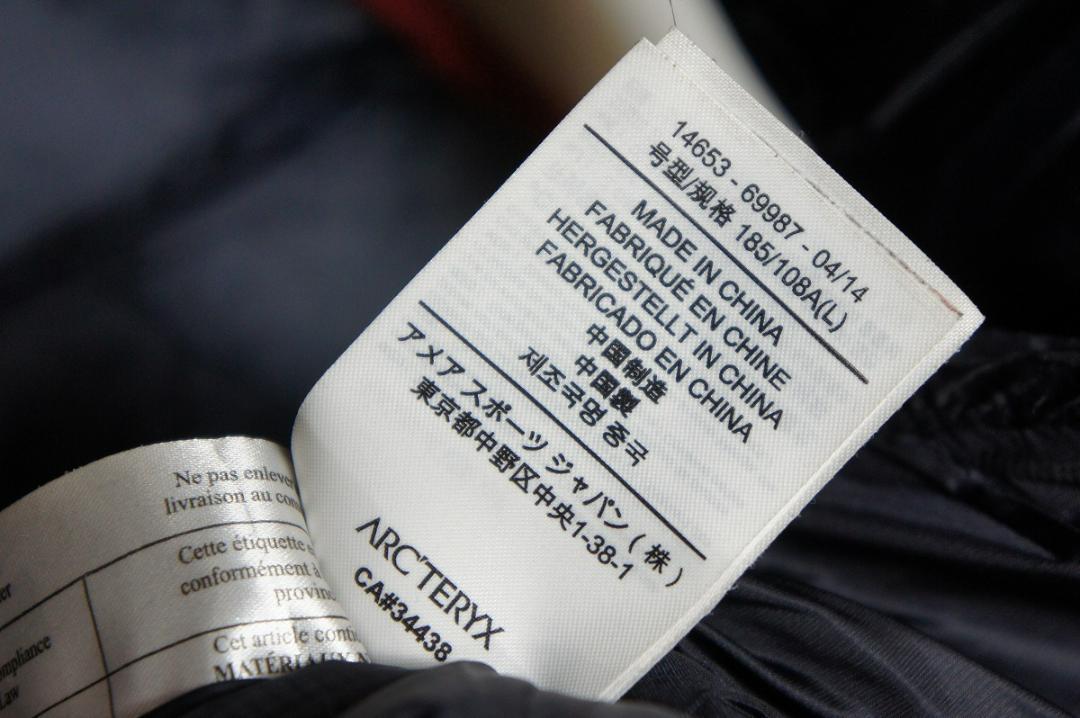 14653 - 69987 - 04/14
号型/规格 185/108A(L)
MADE IN CHINA
FABRIQUÉ EN CHINE
HERGESTELLT IN CHINA
FABRICADO EN CHINA
中国制造
中国製
제조국명 중국
アメア スポーツ ジャパン (株)
東京都中野区中央1-38-1
ARC'TERYX
CA#34438
Ne pas enlever
livraison au
Cette étiquette
conformément à
Cet article
MATÉRIAUX
Law